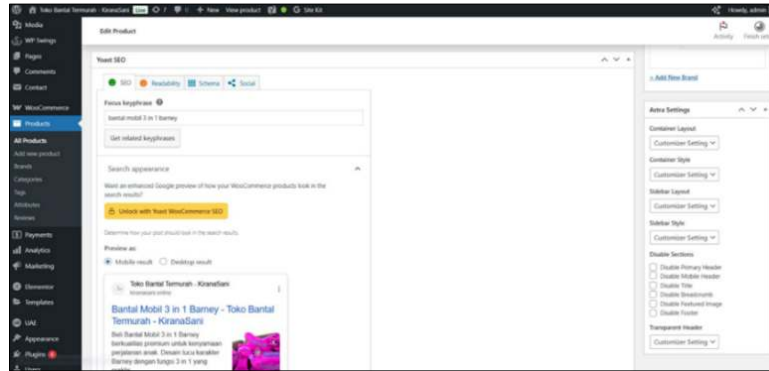 Toko Bantal Termurah - KiranaSani Live + New View product Site Kit Howdy, admin
Media
WP Swings
Pages
Comments
Contact
WooCommerce
Products
All Products
Add new product
Brands
Categories
Tags
Attributes
Reviews
Payments
Analytics
Marketing
Elementor
Templates
UAE
Appearance
Plugins
Users
Edit Product
Activity
Yoast SEO
SEO Readability Schema Social
Focus keyphrase
bantal mobil 3 in 1 barney
Get related keyphrases
Search appearance
Want an enhanced Google preview of how your WooCommerce products look in the
search results?
Unlock with Yoast WooCommerce SEO
Determine how your post should look in the search results.
Preview as:
Mobile result Desktop result
Toko Bantal Termurah - KiranaSani
Bantal Mobil 3 in 1 Barney - Toko Bantal
Termurah - KiranaSani
Beli Bantal Mobil 3 in 1 Barney
berkualitas premium untuk kenyamanan
perjalanan anak. Desain lucu karakter
Barney dengan fungsi 3 in 1 yang
+ Add New Brand
Astra Settings
Container Layout
Customizer Setting
Container Style
Customizer Setting
Sidebar Layout
Customizer Setting
Sidebar Style
Customizer Setting
Disable Sections
Disable Primary Header
Disable Mobile Header
Disable Title
Disable Breadcrumb
Disable Featured Image
Disable Footer
Transparent Header
Customizer Setting